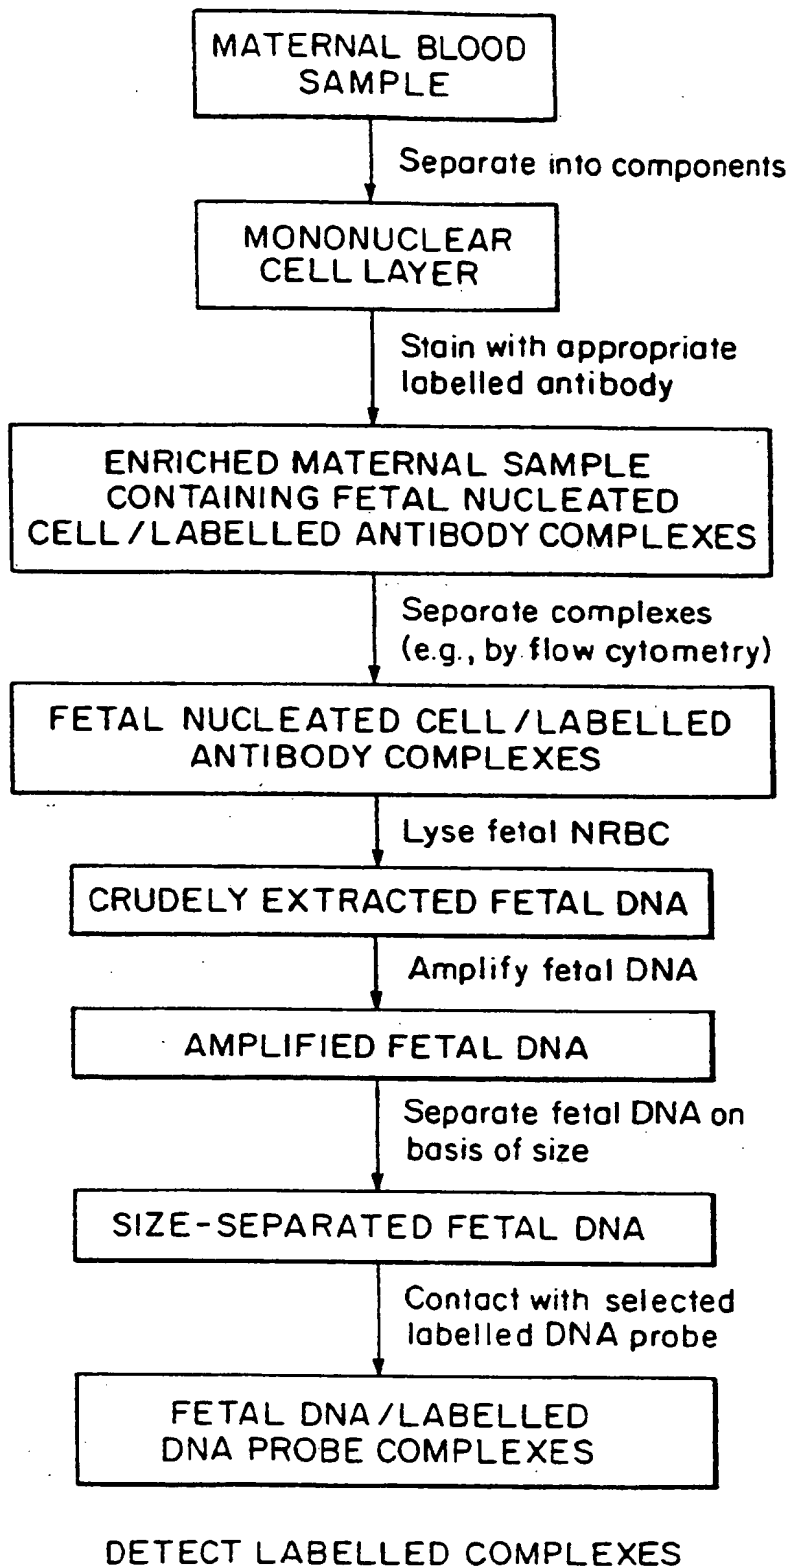 MATERNAL BLOOD
SAMPLE
Separate into components
MONONUCLEAR
CELL LAYER
Stain with appropriate
labelled antibody
ENRICHED MATERNAL SAMPLE
CONTAINING FETAL NUCLEATED
CELL/LABELLED ANTIBODY COMPLEXES
Separate complexes
(e.g., by flow cytometry)
FETAL NUCLEATED CELL/LABELLED
ANTIBODY COMPLEXES
Lyse fetal NRBC
CRUDELY EXTRACTED FETAL DNA
Amplify fetal DNA
AMPLIFIED FETAL DNA
Separate fetal DNA on
basis of size
SIZE-SEPARATED FETAL DNA
Contact with selected
labelled DNA probe
FETAL DNA/LABELLED
DNA PROBE COMPLEXES
DETECT LABELLED COMPLEXES